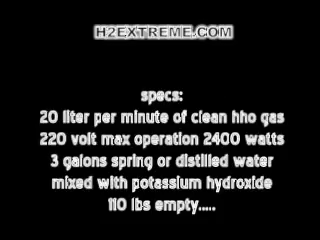 H2EXTREME.COM
specs:
20 liter per minute of clean hho gas
220 volt max operation 2400 watts
3 galons spring or distilled water
mixed with potassium hydroxide
110 lbs empty.....